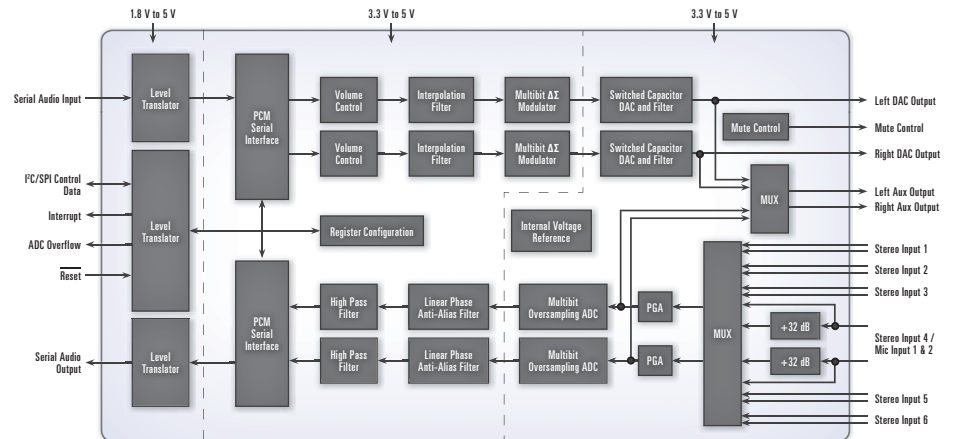 1.8 V to 5 V
3.3 V to 5 V
3.3 V to 5 V
Serial Audio Input
Level
Translator
PCM
Serial
Interface
Volume
Control
Interpolation
Filter
Multibit ΔΣ
Modulator
Switched Capacitor
DAC and Filter
Left DAC Output
Mute Control
Mute Control
Volume
Control
Interpolation
Filter
Multibit ΔΣ
Modulator
Switched Capacitor
DAC and Filter
Right DAC Output
I²C/SPI Control
Data
Interrupt
ADC Overflow
Reset
Level
Translator
Register Configuration
Internal Voltage
Reference
MUX
Left Aux Output
Right Aux Output
Stereo Input 1
Stereo Input 2
Stereo Input 3
PCM
Serial
Interface
High Pass
Filter
Linear Phase
Anti-Alias Filter
Multibit
Oversampling ADC
PGA
MUX
+32 dB
Stereo Input 4 /
Mic Input 1 & 2
Serial Audio
Output
Level
Translator
High Pass
Filter
Linear Phase
Anti-Alias Filter
Multibit
Oversampling ADC
PGA
+32 dB
Stereo Input 5
Stereo Input 6